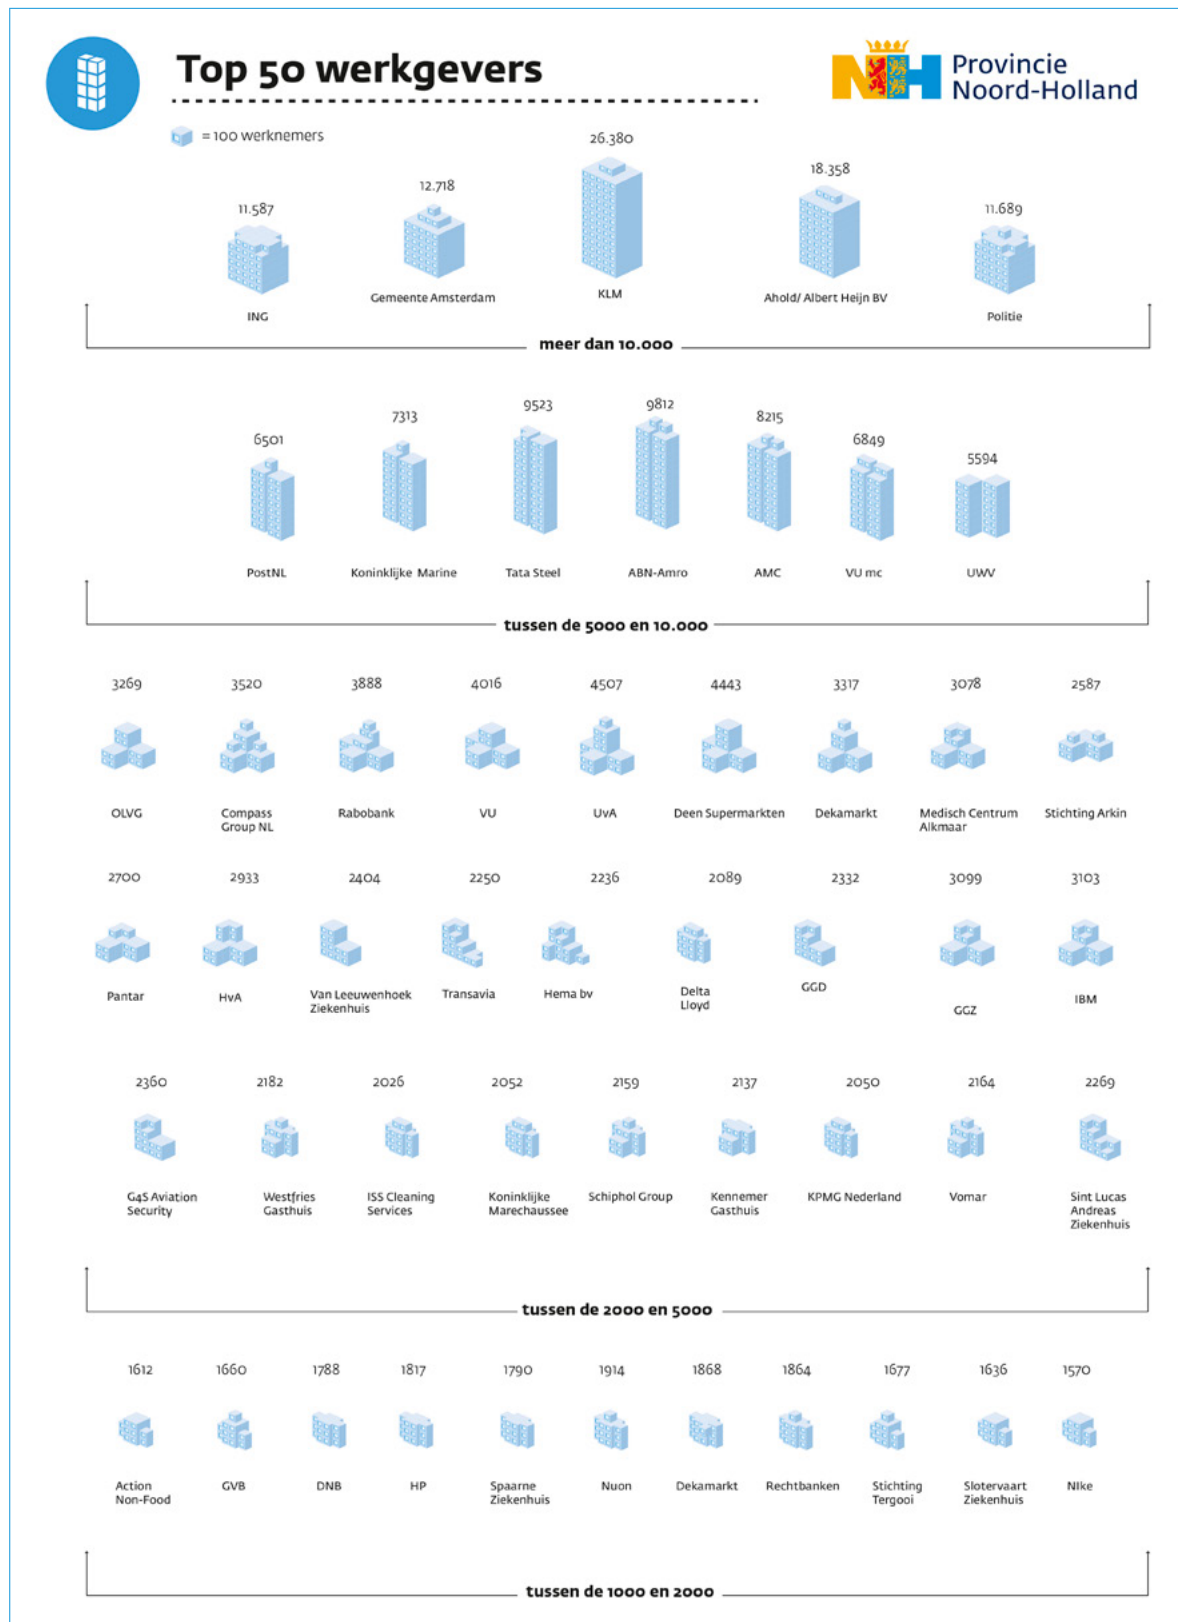 Top 50 werkgevers
NH Provincie
Noord-Holland
= 100 werknemers
26.380
18.358
12.718
11.587
11.689
KLM
Gemeente Amsterdam
Ahold/ Albert Heijn BV
ING
Politie
meer dan 10.000
6501
7313
9523
9812
8215
6849
5594
PostNL
Koninklijke Marine
Tata Steel
ABN-Amro
AMC
VU mc
UWV
tussen de 5000 en 10.000
3269
3520
3888
4016
4507
4443
3317
3078
2587
OLVG
Compass
Group NL
Rabobank
VU
UvA
Deen Supermarkten
Dekamarkt
Medisch Centrum
Alkmaar
Stichting Arkin
2700
2933
2404
2250
2236
2089
2332
3099
3103
Pantar
HvA
Van Leeuwenhoek
Ziekenhuis
Transavia
Hema bv
Delta
Lloyd
GGD
GGZ
IBM
2360
2182
2026
2052
2159
2137
2050
2164
2269
G4S Aviation
Security
Westfries
Gasthuis
ISS Cleaning
Services
Koninklijke
Marechaussee
Schiphol Group
Kennemer
Gasthuis
KPMG Nederland
Vomar
Sint Lucas
Andreas
Ziekenhuis
tussen de 2000 en 5000
1612
1660
1788
1817
1790
1914
1868
1864
1677
1636
1570
Action
Non-Food
GVB
DNB
HP
Spaarne
Ziekenhuis
Nuon
Dekamarkt
Rechtbanken
Stichting
Tergooi
Slotervaart
Ziekenhuis
NIke
tussen de 1000 en 2000